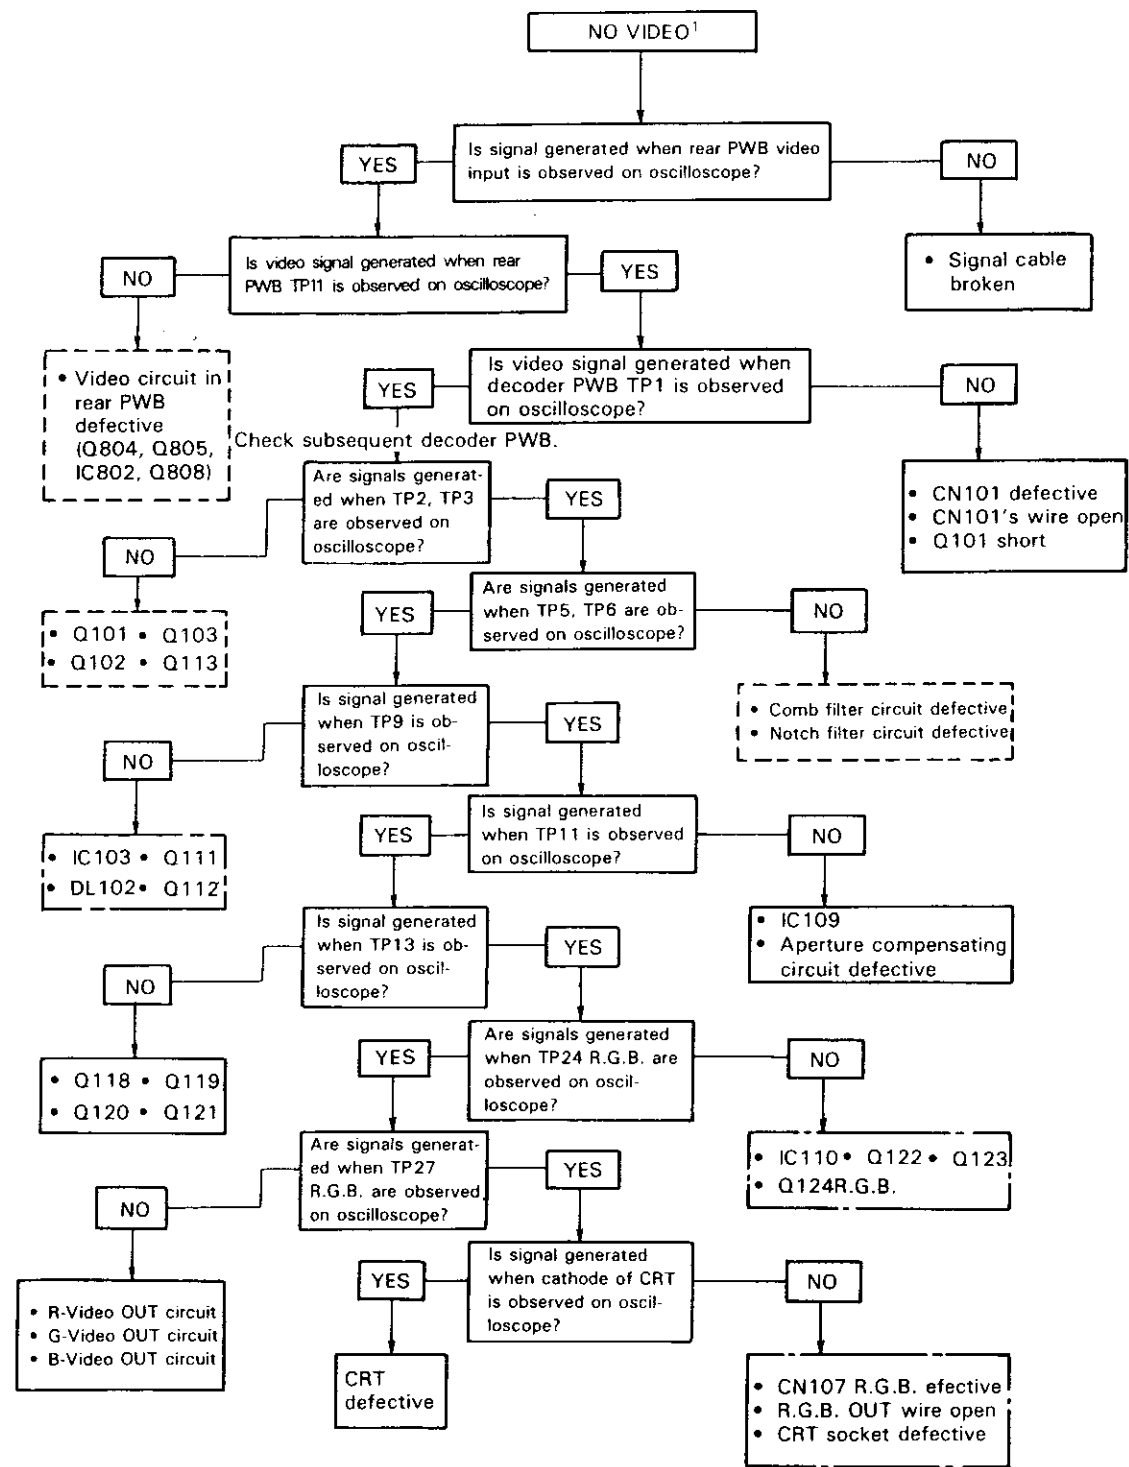 NO VIDEO1
Is signal generated when rear PWB video
input is observed on oscilloscope?
YES
NO
• Signal cable
broken
Is video signal generated when rear
PWB TP11 is observed on oscilloscope?
NO
YES
• Video circuit in
rear PWB
defective
(Q804, Q805,
IC802, Q808)
Is video signal generated when
decoder PWB TP1 is observed
on oscilloscope?
YES
NO
Check subsequent decoder PWB.
• CN101 defective
• CN101's wire open
• Q101 short
Are signals generat-
ed when TP2, TP3
are observed on
oscilloscope?
YES
NO
• Q101 • Q103
• Q102 • Q113
Are signals generated
when TP5, TP6 are ob-
served on oscilloscope?
YES
NO
• Comb filter circuit defective
• Notch filter circuit defective
Is signal generated
when TP9 is ob-
served on oscil-
loscope?
YES
NO
• IC103 • Q111
• DL102 • Q112
Is signal generated
when TP11 is observed
on oscilloscope?
YES
NO
• IC109
• Aperture compensating
circuit defective
Is signal generated
when TP13 is ob-
served on oscil-
loscope?
YES
NO
• Q118 • Q119
• Q120 • Q121
Are signals generated
when TP24 R.G.B. are
observed on oscil-
loscope?
YES
NO
• IC110 • Q122 • Q123
• Q124R.G.B.
Are signals generat-
ed when TP27
R.G.B. are observed
on oscilloscope?
YES
NO
• R-Video OUT circuit
• G-Video OUT circuit
• B-Video OUT circuit
Is signal generated
when cathode of CRT
is observed on oscil-
loscope?
YES
NO
CRT
defective
• CN107 R.G.B. efective
• R.G.B. OUT wire open
• CRT socket defective